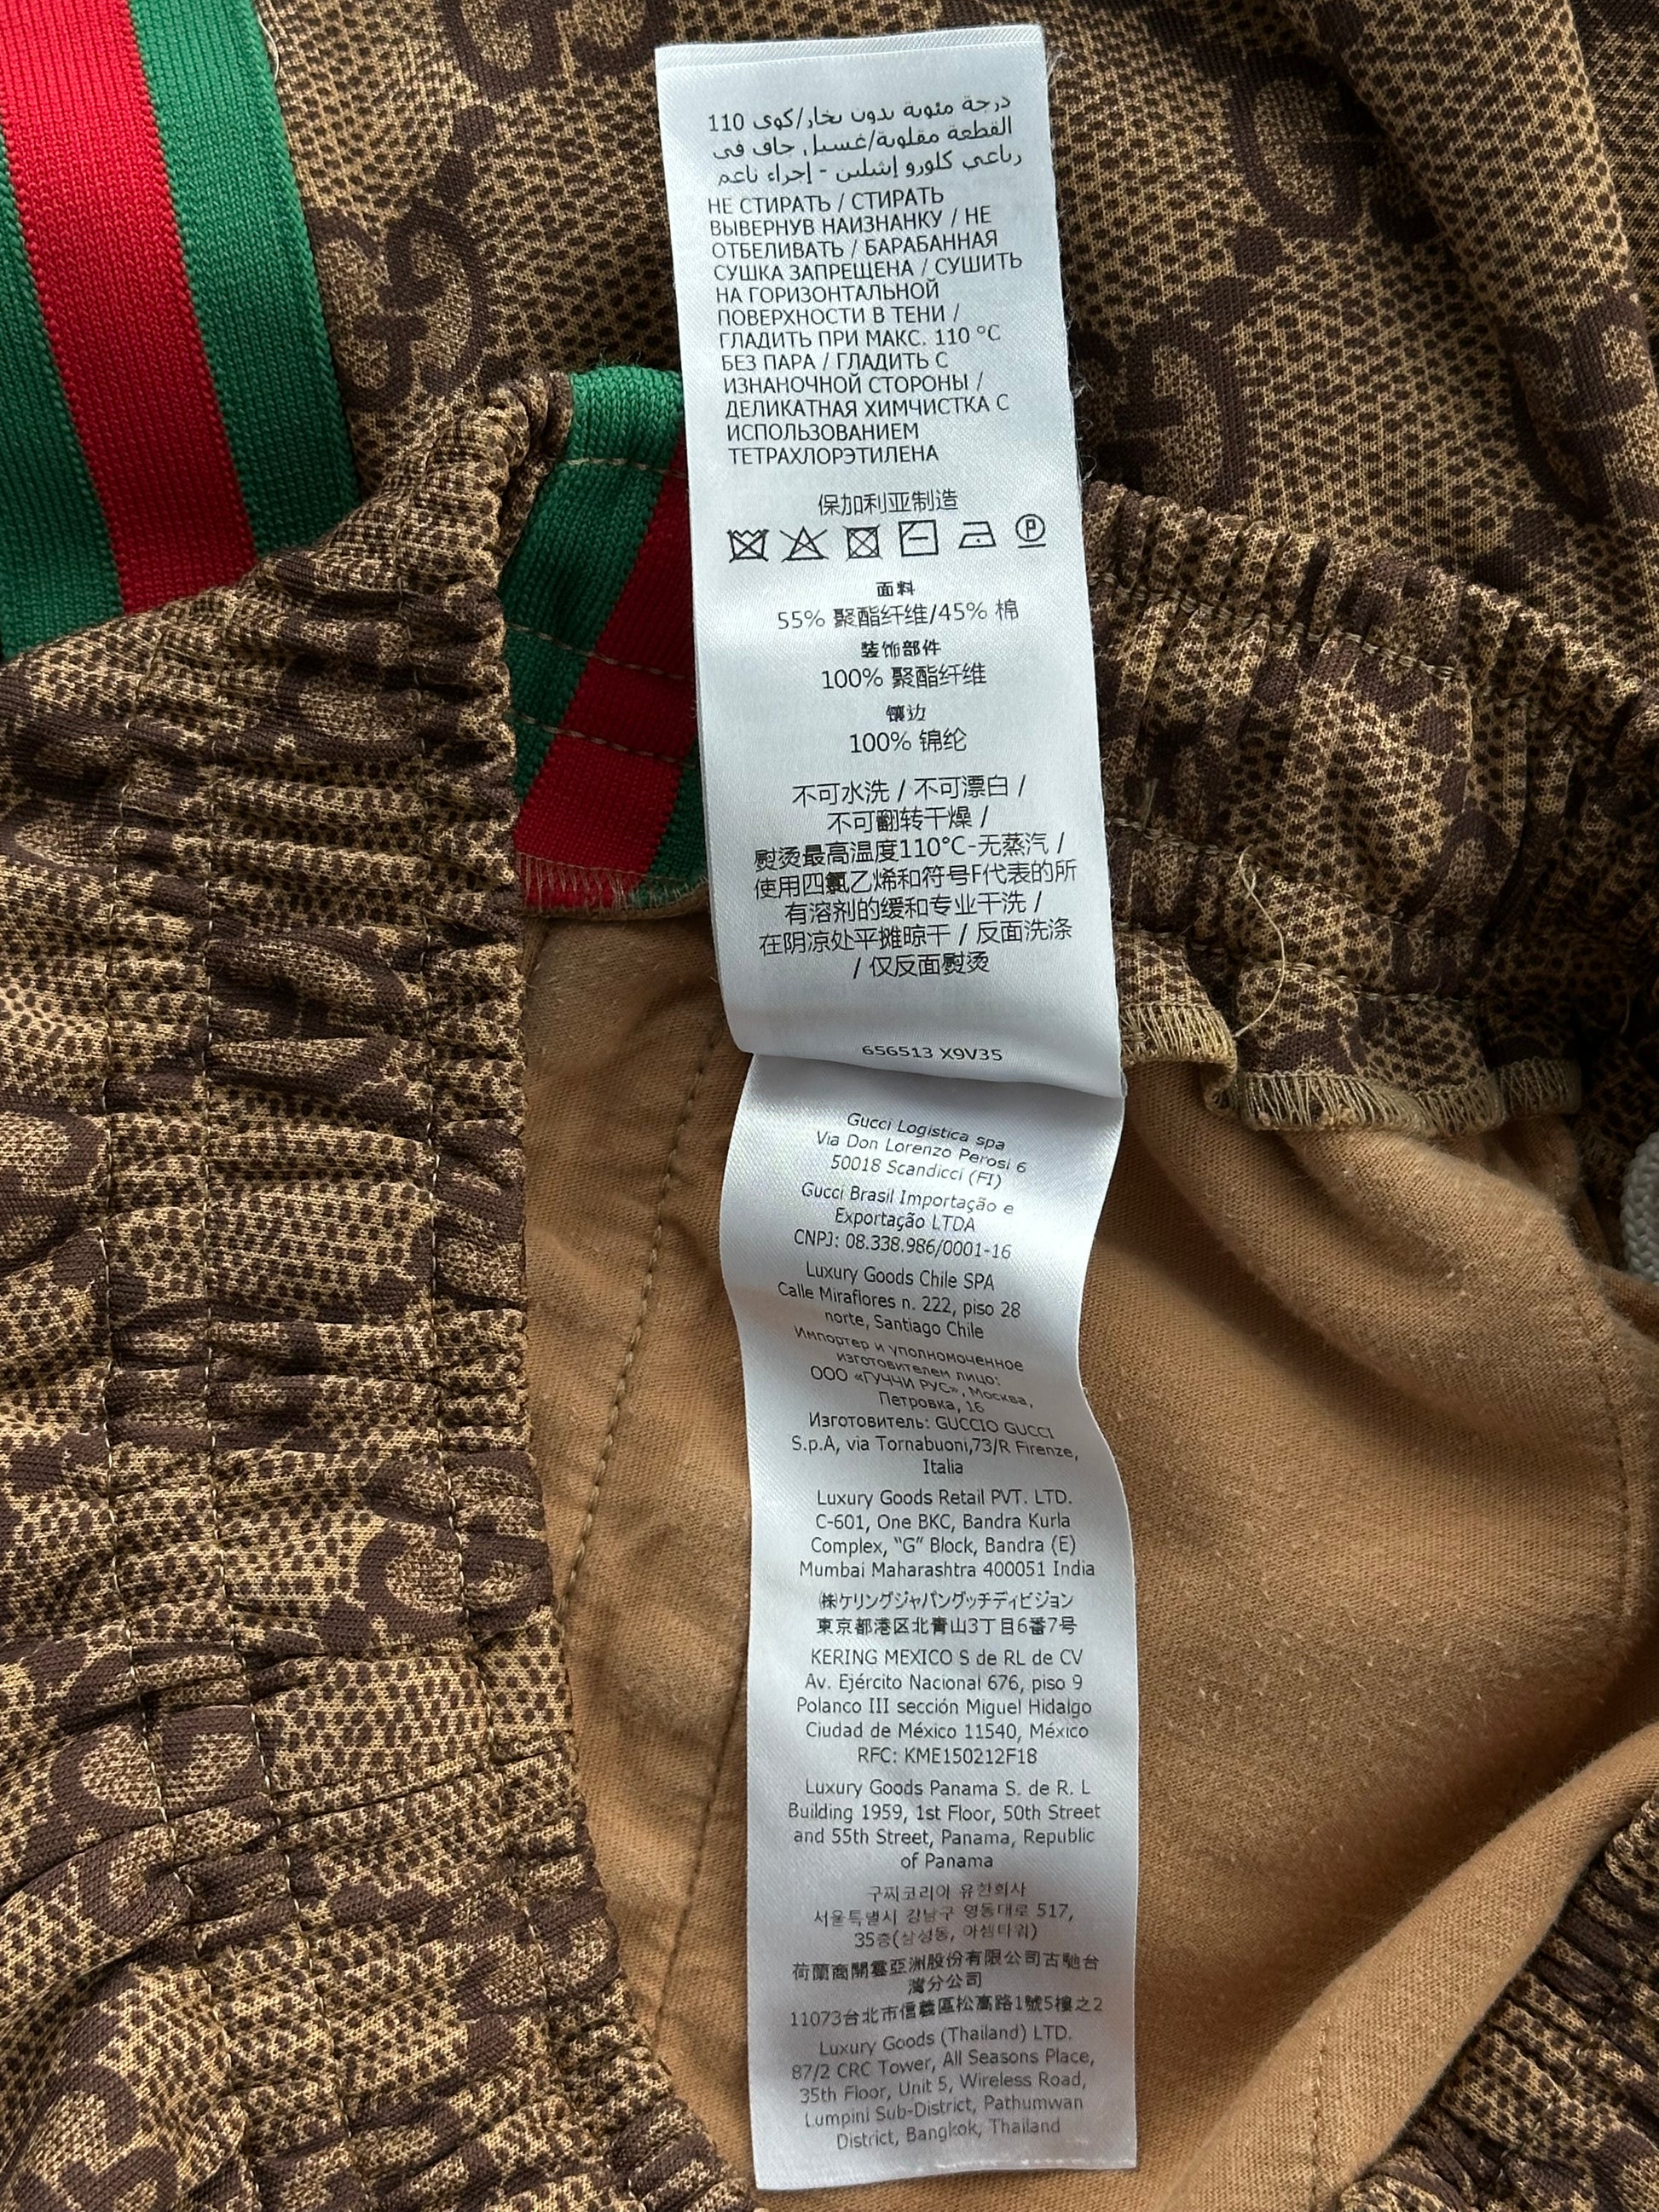 درجة مئوية بدون بخار/كوى 110
القطعة مقلوبة/غسيل جاف فى
رباعي كلورو إيثيلين - إجراء ناعم
НЕ СТИРАТЬ / СТИРАТЬ
ВЫВЕРНУВ НАИЗНАНКУ / НЕ
ОТБЕЛИВАТЬ / БАРАБАННАЯ
СУШКА ЗАПРЕЩЕНА / СУШИТЬ
НА ГОРИЗОНТАЛЬНОЙ
ПОВЕРХНОСТИ В ТЕНИ /
ГЛАДИТЬ ПРИ МАКС. 110 °C
БЕЗ ПАРА / ГЛАДИТЬ С
ИЗНАНОЧНОЙ СТОРОНЫ /
ДЕЛИКАТНАЯ ХИМЧИСТКА С
ИСПОЛЬЗОВАНИЕМ
ТЕТРАХЛОРЭТИЛЕНА
保加利亚制造
P
面料
55% 聚酯纤维/45% 棉
装饰部件
100% 聚酯纤维
镶边
100% 锦纶
不可水洗 / 不可漂白 /
不可翻转干燥 /
熨烫最高温度110°C-无蒸汽 /
使用四氯乙烯和符号F代表的所
有溶剂的缓和专业干洗 /
在阴凉处平摊晾干 / 反面洗涤
/ 仅反面熨烫
656513 X9V35
Gucci Logistica spa
Via Don Lorenzo Perosi 6
50018 Scandicci (FI)
Gucci Brasil Importação e
Exportação LTDA
CNPJ: 08.338.986/0001-16
Luxury Goods Chile SPA
Calle Miraflores n. 222, piso 28
norte, Santiago Chile
Импортер и уполномоченное
изготовителем лицо:
ООО «ГУЧЧИ РУС», Москва,
Петровка, 16
Изготовитель: GUCCIO GUCCI
S.p.A, via Tornabuoni,73/R Firenze,
Italia
Luxury Goods Retail PVT. LTD.
C-601, One BKC, Bandra Kurla
Complex, “G” Block, Bandra (E)
Mumbai Maharashtra 400051 India
㈱ケリングジャパングッチディビジョン
東京都港区北青山3丁目6番7号
KERING MEXICO S de RL de CV
Av. Ejército Nacional 676, piso 9
Polanco III sección Miguel Hidalgo
Ciudad de México 11540, México
RFC: KME150212F18
Luxury Goods Panama S. de R. L
Building 1959, 1st Floor, 50th Street
and 55th Street, Panama, Republic
of Panama
구찌코리아 유한회사
서울특별시 강남구 영동대로 517,
35층(삼성동, 아셈타워)
荷蘭商開雲亞洲股份有限公司古馳台
灣分公司
11073台北市信義區松高路1號5樓之2
Luxury Goods (Thailand) LTD.
87/2 CRC Tower, All Seasons Place,
35th Floor, Unit 5, Wireless Road,
Lumpini Sub-District, Pathumwan
District, Bangkok, Thailand